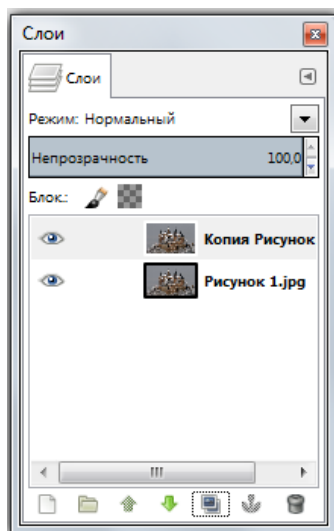 Слои
Слои
Режим: Нормальный
Непрозрачность 100,0
Блок.:
Копия Рисунок
Рисунок 1.jpg